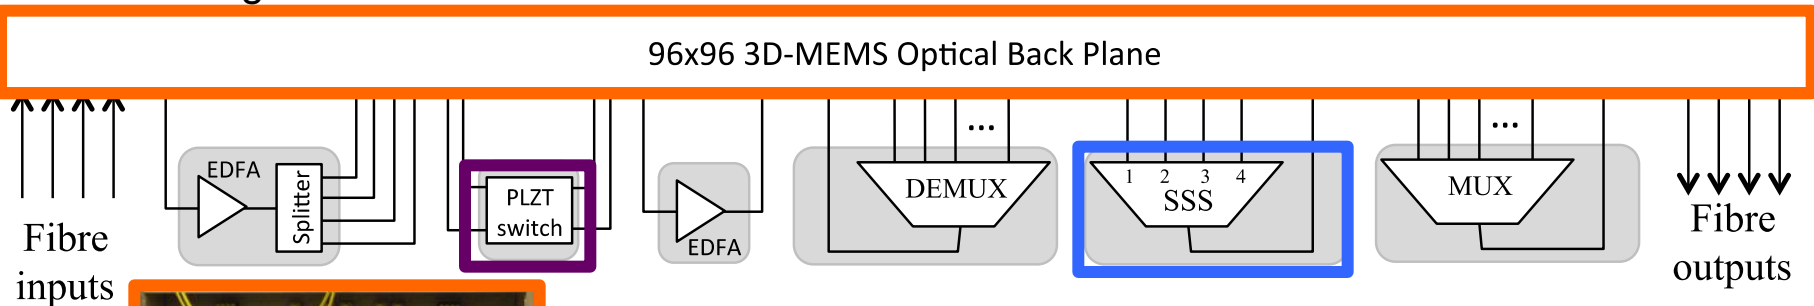 96x96 3D-MEMS Optical Back Plane
EDFA
Splitter
PLZT
switch
EDFA
...
DEMUX
1 2 3 4
SSS
...
MUX
Fibre
inputs
Fibre
outputs